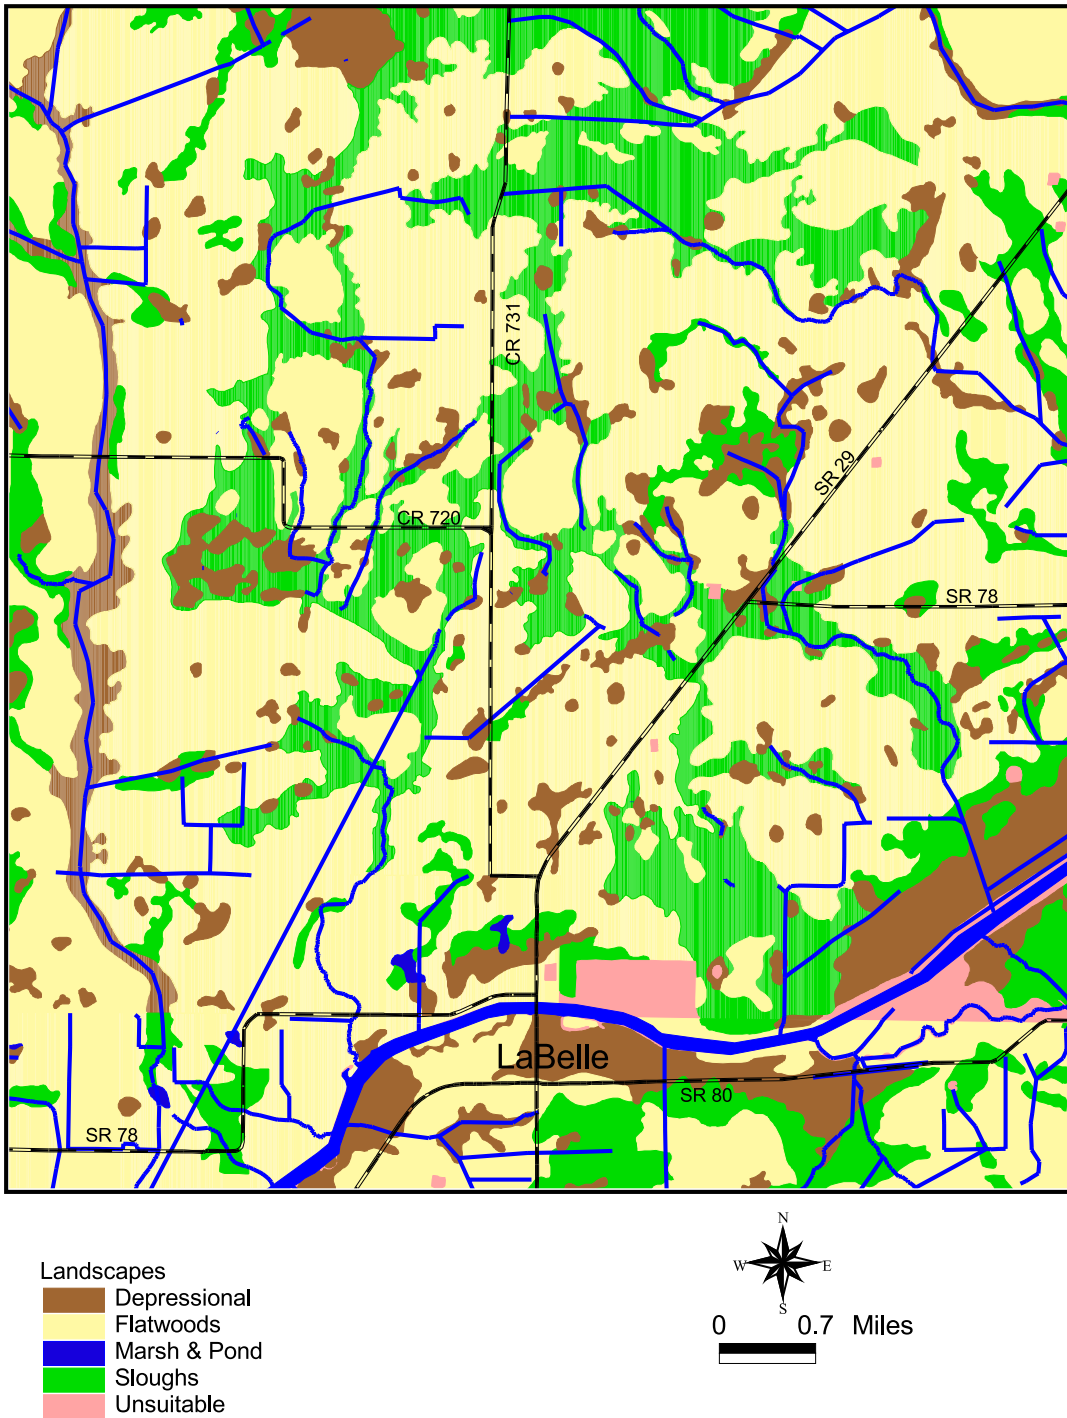 CR 731
SR 29
CR 720
SR 78
LaBelle
SR 80
SR 78
N
W E
S
0 0.7 Miles
Landscapes
Depressional
Flatwoods
Marsh & Pond
Sloughs
Unsuitable